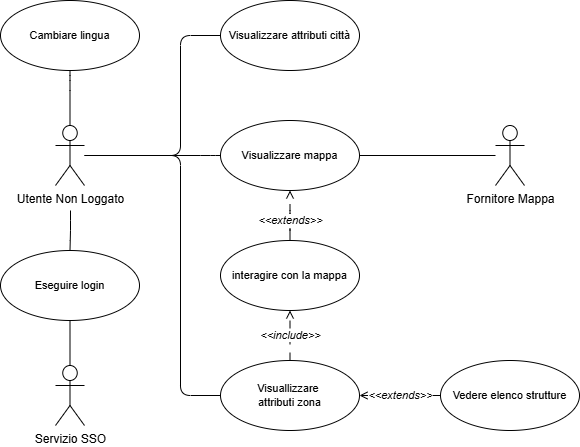 Cambiare lingua
Visualizzare attributi città
Visualizzare mappa
Utente Non Loggato
Fornitore Mappa
<<extends>>
interagire con la mappa
Eseguire login
<<include>>
Visuallizzare
attributi zona
<<extends>>
Vedere elenco strutture
Servizio SSO